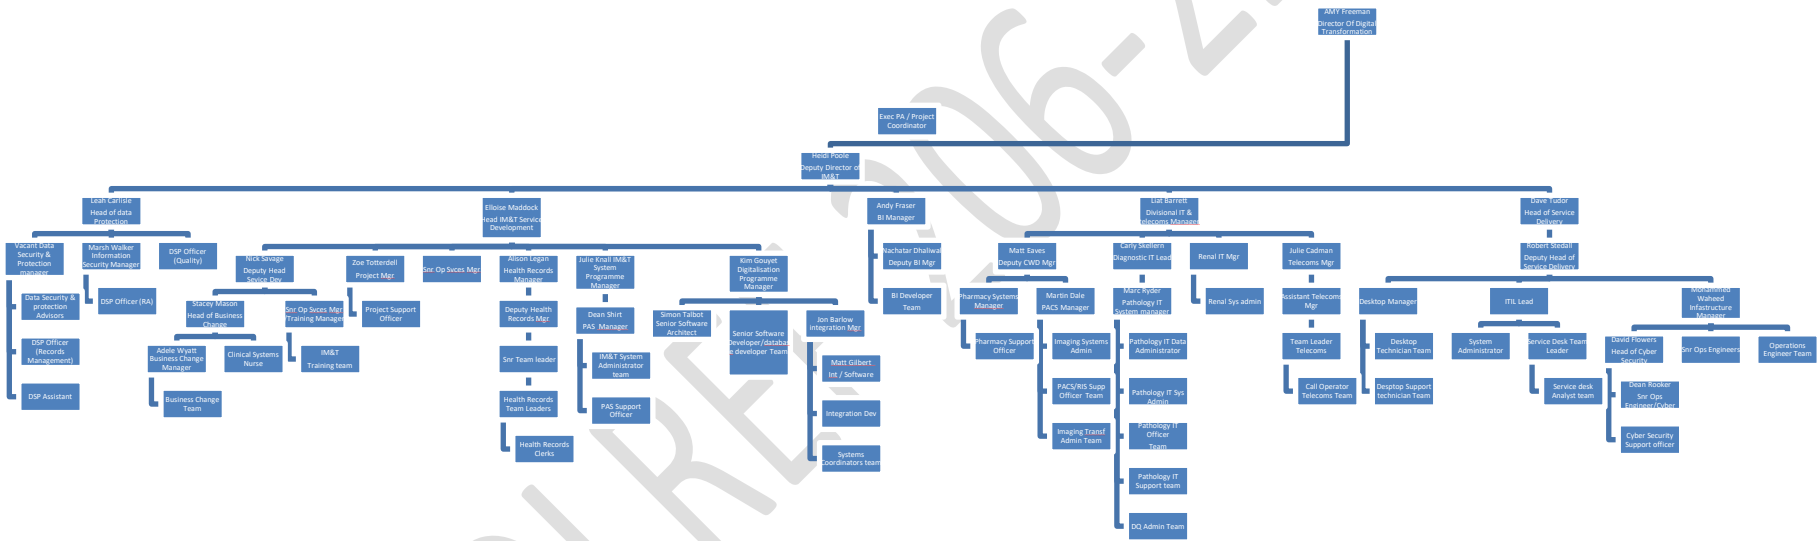 AMY Freeman
Director Of Digital
Transformation
Exec PA / Project
Coordinator
Heidi Poole
Deputy Director of
IM&T
Leah Carlisle
Head of data
Protection
Elloise Maddock
Head IM&T Service
Development
Andy Fraser
BI Manager
Liat Barrett
Divisional IT &
Telecoms Manager
Dave Tudor
Head of Service
Delivery
Vacant Data
Security &
Protection
manager
Marsh Walker
Information
Security Manager
DSP Officer
(Quality)
Nick Savage
Deputy Head
Sevice Dev
Zoe Totterdell
Project Mgr
Snr Op Svces Mgr
Alison Legan
Health Records
Manager
Julie Knall IM&T
System
Programme
Manager
Kim Gouyet
Digitalisation
Programme
Manager
Nachatar Dhaliwal
Deputy BI Mgr
Matt Eaves
Deputy CWD Mgr
Carly Skellern
Diagnostic IT Lead
Renal IT Mgr
Julie Cadman
Telecoms Mgr
Robert Stedall
Deputy Head of
Service Delivery
Data Security &
protection
Advisors
DSP Officer (RA)
Stacey Mason
Head of Business
Change
Snr Op Svces Mgr
/Training Manager
Project Support
Officer
Deputy Health
Records Mgr
Dean Shirt
PAS Manager
Simon Talbot
Senior Software
Architect
Senior Software
Developer/databas
e developer Team
Jon Barlow
integration Mgr
BI Developer
Team
Pharmacy Systems
Manager
Martin Dale
PACS Manager
Marc Ryder
Pathology IT
System manager
Renal Sys admin
Assistant Telecoms
Mgr
Desktop Manager
ITIL Lead
Mohammed
Waheed
Infastructure
Manager
DSP Officer
(Records
Management)
Adele Wyatt
Business Change
Manager
Clinical Systems
Nurse
IM&T
Training team
Snr Team leader
IM&T System
Administrator
team
Matt Gilbert
Int / Software
Pharmacy Support
Officer
Imaging Systems
Admin
Pathology IT Data
Administrator
Team Leader
Telecoms
Desktop
Technician Team
System
Administrator
Service Desk Team
Leader
David Flowers
Head of Cyber
Security
Snr Ops Engineers
Operations
Engineer Team
DSP Assistant
Business Change
Team
Health Records
Team Leaders
PAS Support
Officer
Integration Dev
PACS/RIS Supp
Officer Team
Pathology IT Sys
Admin
Call Operator
Telecoms Team
Desptop Support
technician Team
Service desk
Analyst team
Dean Rooker
Snr Ops
Engineer/Cyber
Health Records
Clerks
Systems
Coordinators team
Imaging Transf
Admin Team
Pathology IT
Officer
Team
Cyber Security
Support officer
Pathology IT
Support team
DQ Admin Team